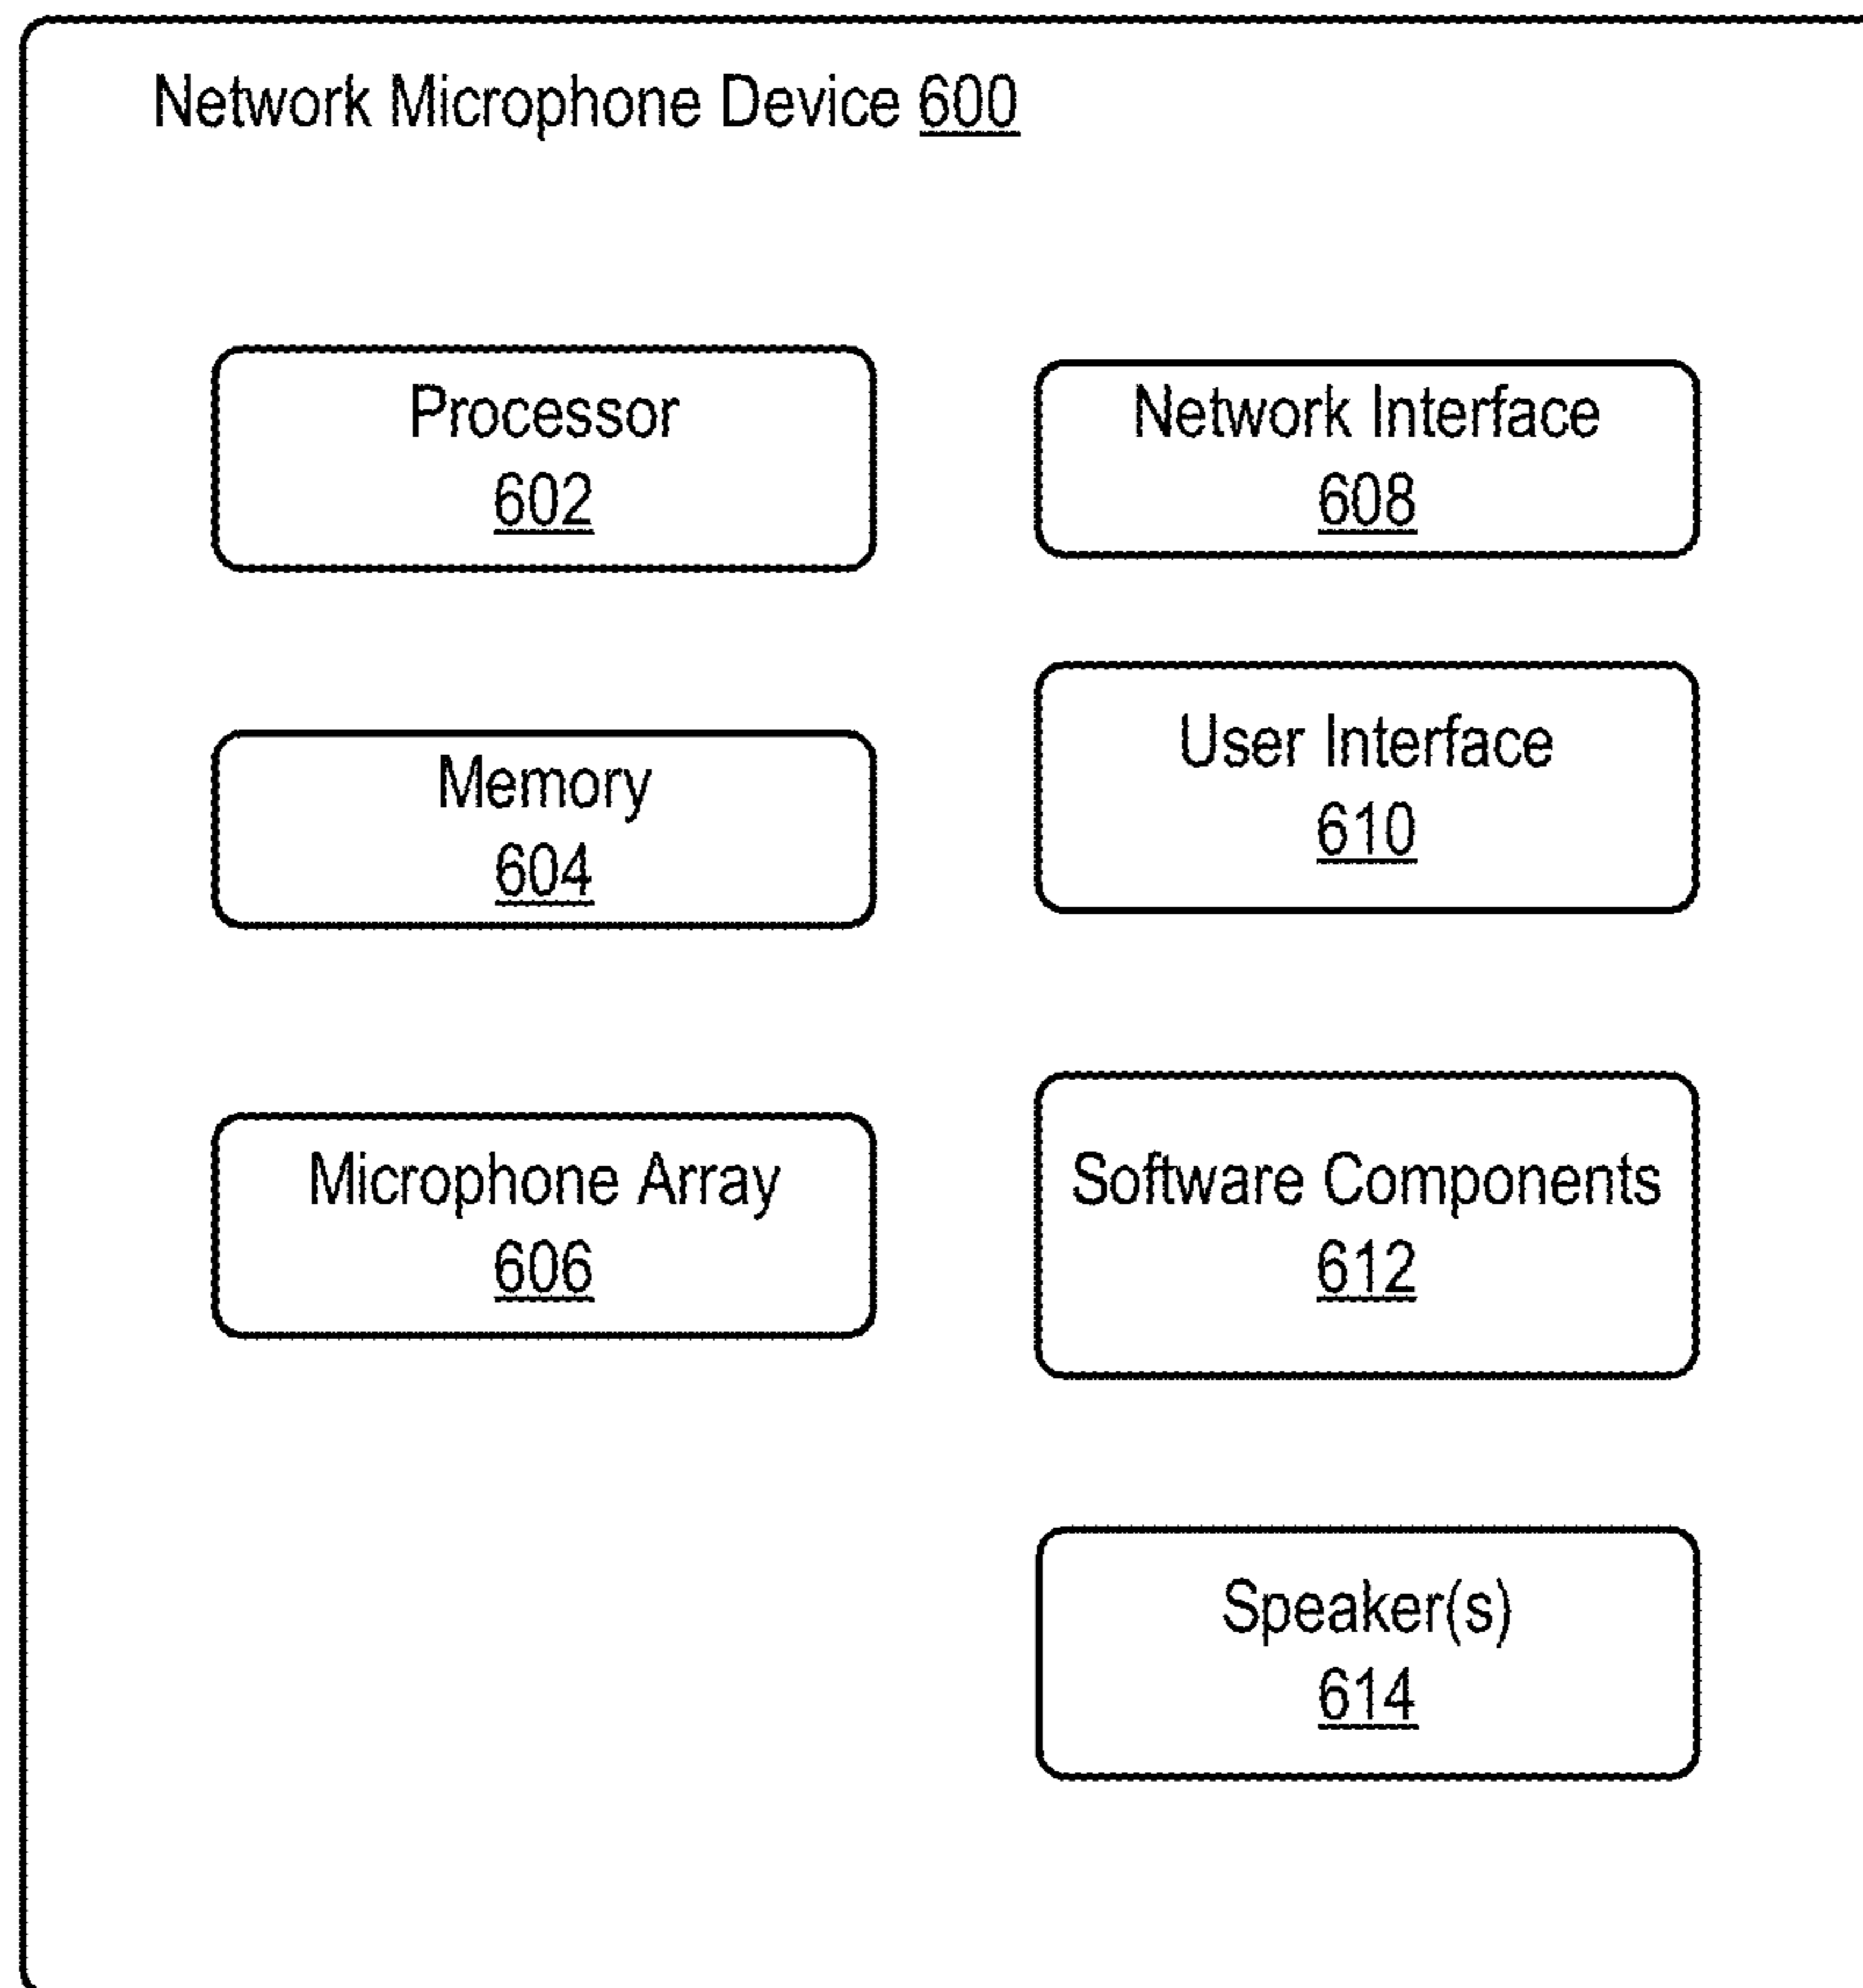 Network Microphone Device 600
Processor
602
Memory
604
Microphone Array
606
Network Interface
608
User Interface
610
Software Components
612
Speaker(s)
614